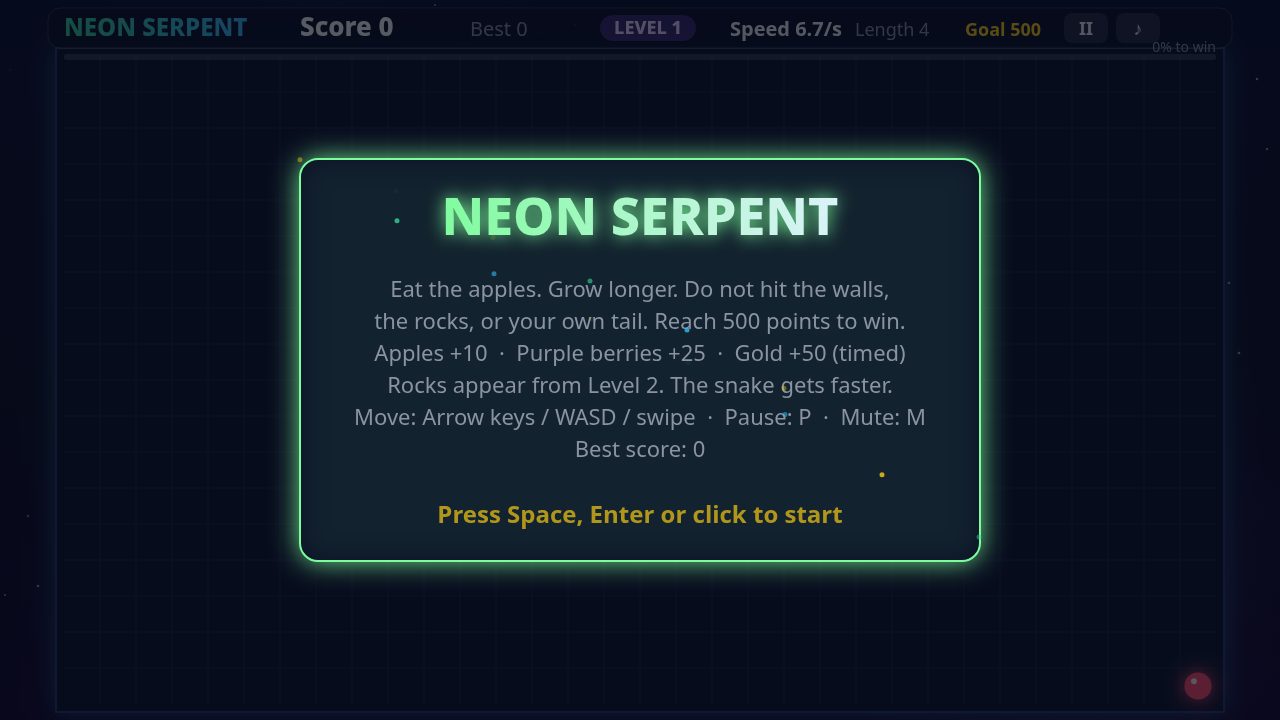 NEON SERPENT Score 0 Best 0 LEVEL 1 Speed 6.7/s Length 4 Goal 500 II ♪
0% to win
NEON SERPENT
Eat the apples. Grow longer. Do not hit the walls,
the rocks, or your own tail. Reach 500 points to win.
Apples +10 · Purple berries +25 · Gold +50 (timed)
Rocks appear from Level 2. The snake gets faster.
Move: Arrow keys / WASD / swipe · Pause: P · Mute: M
Best score: 0
Press Space, Enter or click to start